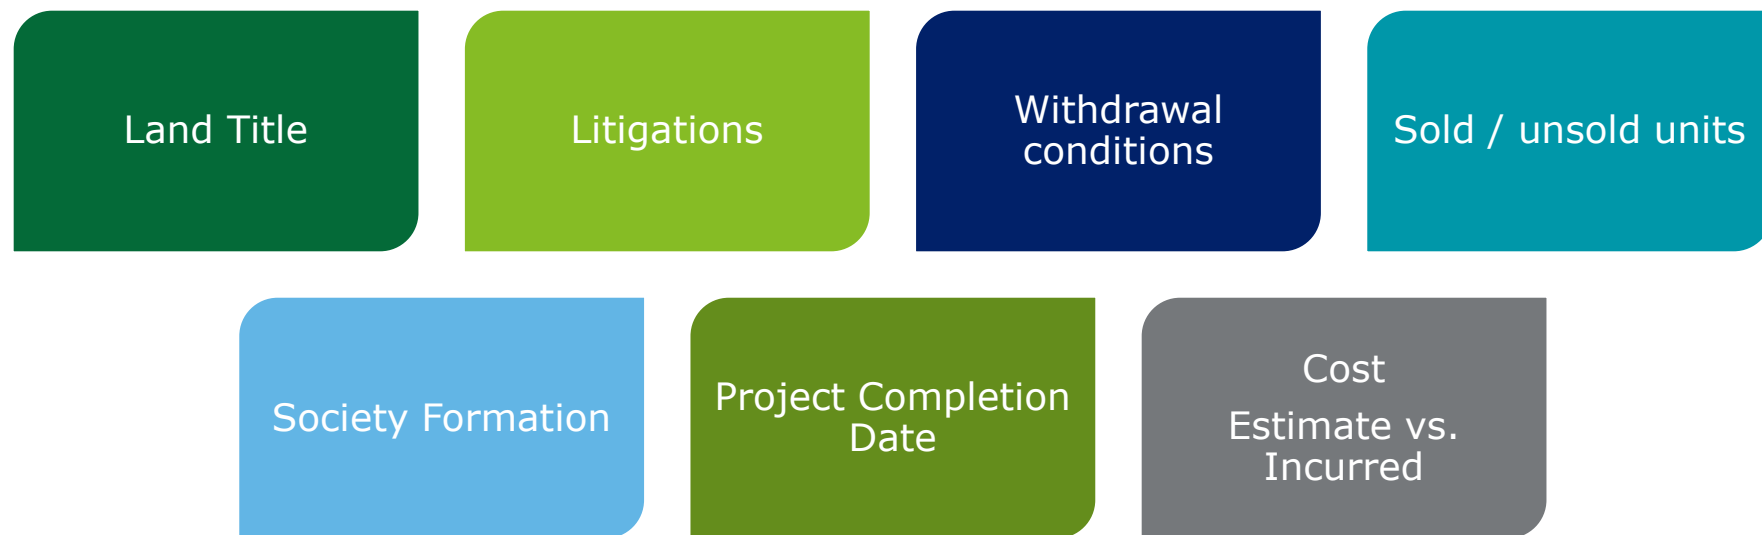 Land Title
Litigations
Withdrawal
conditions
Sold / unsold units
Society Formation
Project Completion
Date
Cost
Estimate vs.
Incurred